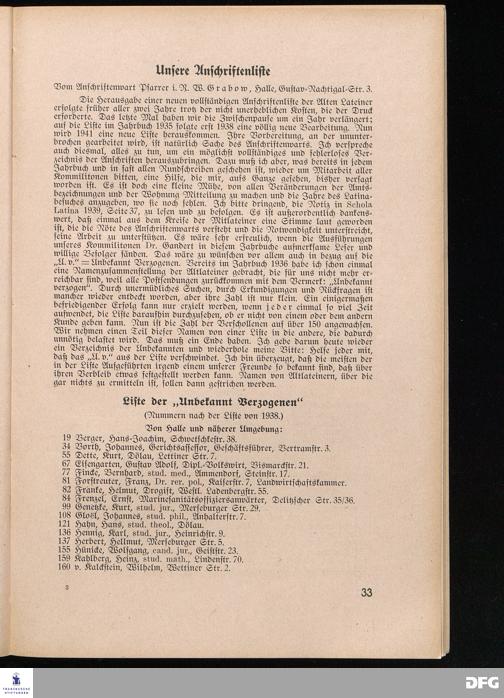 Unsere Anschriftenliste
Vom Anschriftenwart Pfarrer i. R. W. Grabow, Halle, Gustav-Nachtigal-Str. 3.
Die Herausgabe einer neuen vollständigen Anschriftenliste der Alten Lateiner
erfolgte früher aller zwei Jahre trotz der nicht unerheblichen Kosten, die der Druck
erforderte. Das letzte Mal haben wir die Zwischenpause um ein Jahr verlängert;
auf die Liste im Jahrbuch 1935 folgte erst 1938 eine völlig neue Bearbeitung. Nun
wird 1941 eine neue Liste herauskommen. Ihre Vorbereitung, an der ununter-
brochen gearbeitet wird, ist natürlich Sache des Anschriftenwarts. Ich verspreche
auch diesmal, alles zu tun, um ein möglichst vollständiges und fehlerloses Ver-
zeichnis der Anschriften herauszubringen. Dazu muß ich aber, was bereits in jedem
Jahrbuch und in fast allen Rundschreiben geschehen ist, wieder um Mitarbeit aller
Kommilitonen bitten, eine Hilfe, die mir, aufs Ganze gesehen, bisher versagt
worden ist. Es ist doch eine kleine Mühe, von allen Veränderungen der Amts-
bezeichnungen und der Wohnung Mitteilung zu machen und die Jahre des Latina-
besuches anzugeben, wo sie noch fehlen. Ich bitte dringend, die Notiz in Schola
Latina 1939, Seite 37, zu lesen und zu befolgen. Es ist außerordentlich dankens-
wert, daß einmal aus dem Kreise der Mitlateiner eine Stimme laut geworden
ist, die die Nöte des Anschriftenwarts versteht und die Notwendigkeit unterstreicht,
seine Arbeit zu unterstützen. Es wäre sehr erfreulich, wenn die Ausführungen
unseres Kommilitonen Dr. Gandert in diesem Jahrbuche aufmerksame Leser und
willige Befolger fänden. Das wäre zu wünschen vor allem auch in bezug auf die
„U. v." = Unbekannt Verzogenen. Bereits im Jahrbuch 1936 habe ich schon einmal
eine Namenzusammenstellung der Altlateiner gebracht, die für uns nicht mehr er-
reichbar sind, weil alle Postsendungen zurückkommen mit dem Vermerk: „Unbekannt
verzogen". Durch unermüdliches Suchen, durch Erkundigungen und Rückfragen ist
mancher wieder entdeckt worden, aber ihre Zahl ist nur klein. Ein einigermaßen
befriedigender Erfolg kann nur erzielt werden, wenn jeder einmal so viel Zeit
aufwendet, die Liste daraufhin durchzusehen, ob er nicht von einen oder dem andern
Kunde geben kann. Nun ist die Zahl der Verschollenen auf über 150 angewachsen.
Wir nehmen einen Teil dieser Namen von einer Liste in die andere, die dadurch
unnötig belastet wird. Das muß ein Ende haben. Ich gebe darum heute wieder
ein Verzeichnis der Unbekannten und wiederhole meine Bitte: Helfe jeder mit,
daß das „U. v." aus der Liste verschwindet. Ich bin überzeugt, daß die meisten der
in der Liste Aufgeführten irgend einem unserer Freunde so bekannt sind, daß über
ihren Verbleib etwas festgestellt werden kann. Namen von Altlateinern, über die
gar nichts zu ermitteln ist, sollen dann gestrichen werden.
Liste der „Unbekannt Verzogenen"
(Nummern nach der Liste von 1938.)
Von Halle und näherer Umgebung:
19 Berger, Hans-Joachim, Schwetschkestr. 38.
34 Borth, Johannes, Gerichtsassessor, Geschäftsführer, Bertramstr. 3.
55 Dette, Kurt, Dölau, Lettiner Str. 7.
67 Eisengarten, Gustav Adolf, Dipl.-Volkswirt, Bismarckstr. 21.
77 Fincke, Bernhard, stud. med., Ammendorf, Steinstr. 17.
81 Forstreuter, Franz, Dr. rer. pol., Kaiserstr. 7, Landwirtschaftskammer.
82 Franke, Helmut, Drogist, Westl. Ladenbergstr. 55.
84 Frenzel, Ernst, Marinesanitätsoffiziersanwärter, Delitzscher Str. 35/36.
99 Genetzke, Kurt, stud. jur., Merseburger Str. 29.
108 Gloßl, Johannes, stud. phil., Anhalterstr. 7.
121 Hahn, Hans, stud. theol., Dölau.
136 Hennig, Karl, stud. jur., Heinrichstr. 9.
137 Herbert, Hellmut, Merseburger Str. 5.
155 Hünicke, Wolfgang, cand. jur., Geiststr. 23.
159 Kahlberg, Heinz, stud. math., Lindenstr. 70.
160 v. Kalckstein, Wilhelm, Wettiner Str. 2.
3
33
FRANCKESCHE
STIFTUNGEN
DFG